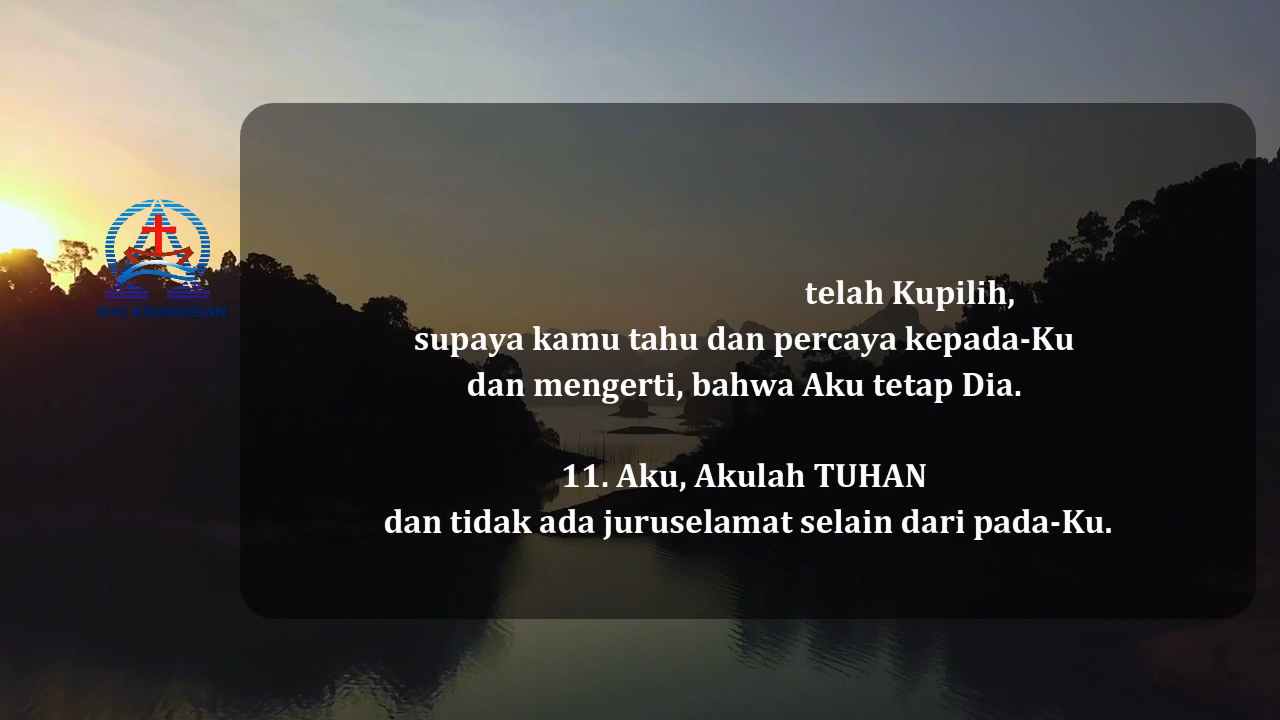 telah Kupilih,
supaya kamu tahu dan percaya kepada-Ku
dan mengerti, bahwa Aku tetap Dia.
11. Aku, Akulah TUHAN
dan tidak ada juruselamat selain dari pada-Ku.